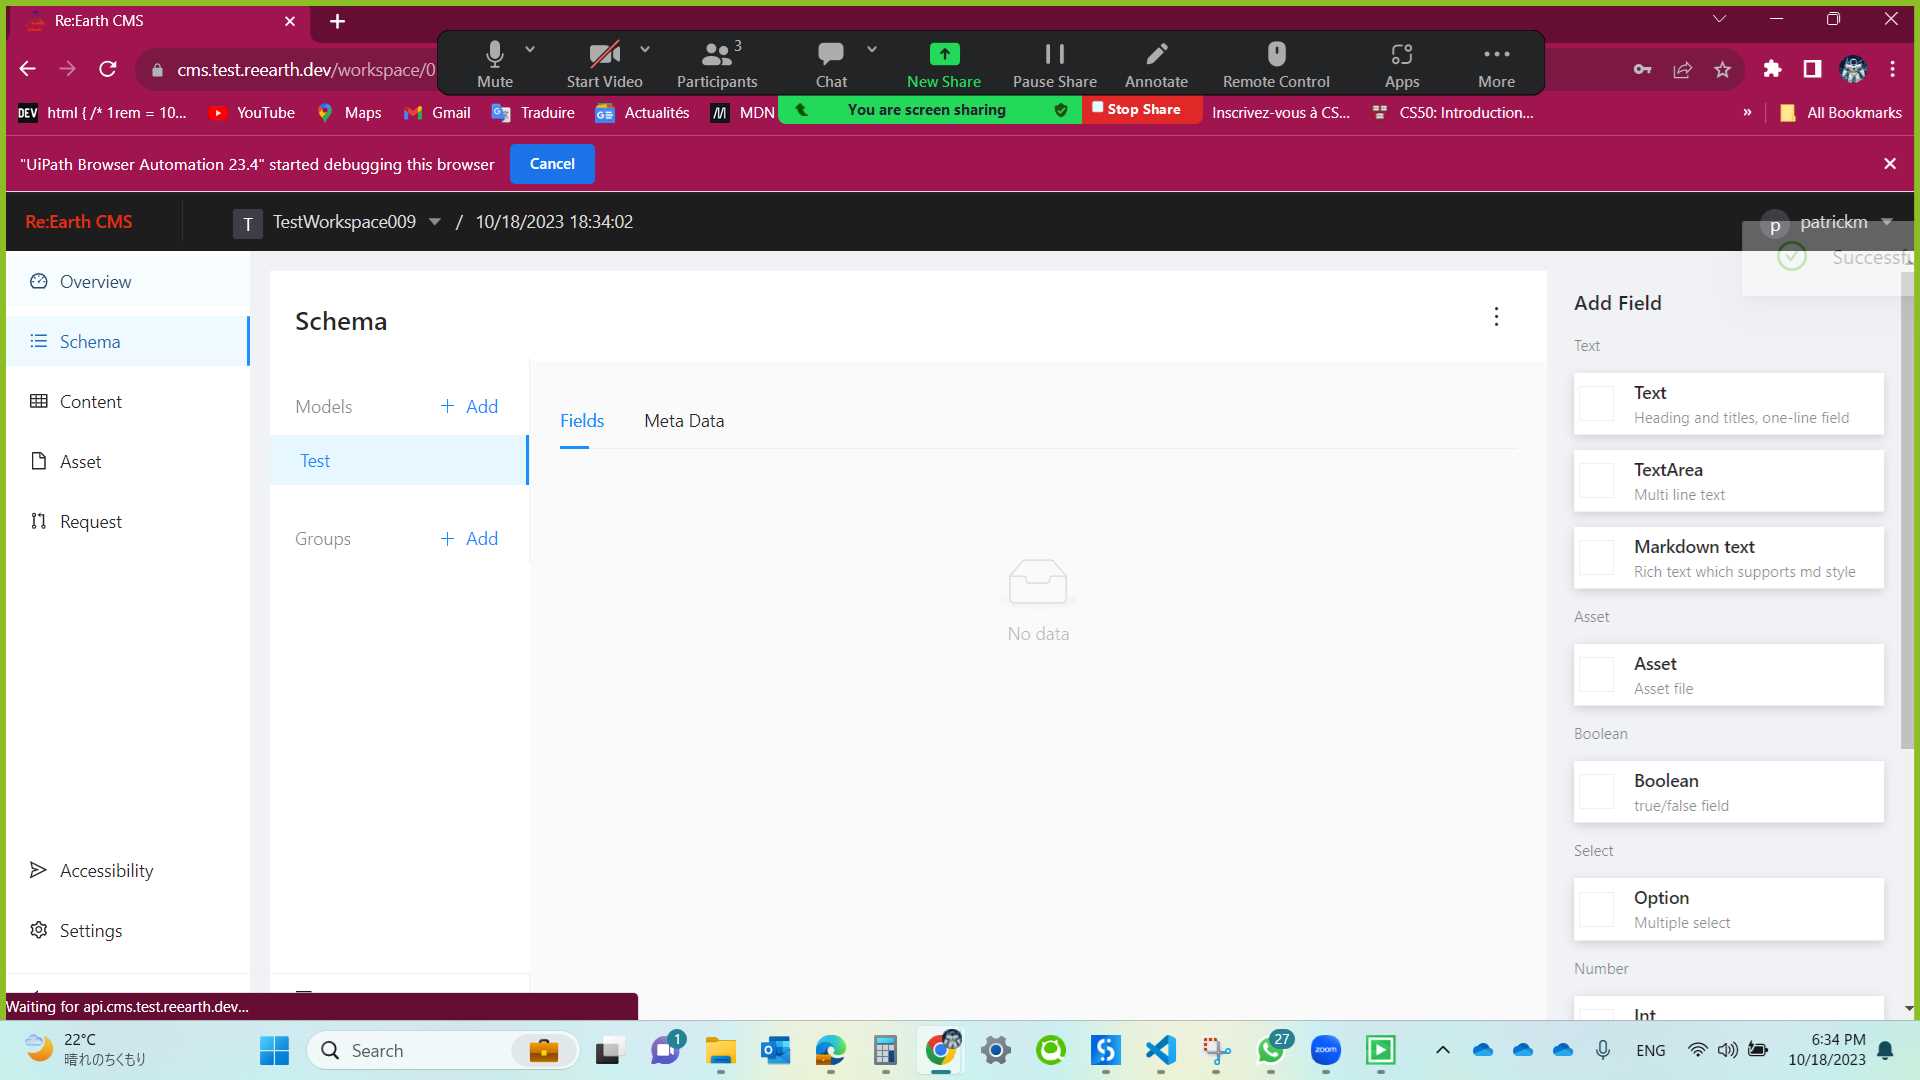 Re:Earth CMS
cms.test.reearth.dev/workspace/0
Mute
Start Video
3
Participants
Chat
New Share
Pause Share
Annotate
Remote Control
Apps
More
You are screen sharing
Stop Share
DEV html { /* 1rem = 10...
YouTube
Maps
Gmail
Traduire
Actualités
MDN
Inscrivez-vous à CS...
CS50: Introduction...
»
All Bookmarks
"UiPath Browser Automation 23.4" started debugging this browser
Cancel
Re:Earth CMS
T TestWorkspace009 / 10/18/2023 18:34:02
p patrickm
Overview
Schema
Content
Asset
Request
Accessibility
Settings
Schema
Models
+ Add
Test
Groups
+ Add
Fields
Meta Data
No data
Add Field
Text
Text
Heading and titles, one-line field
TextArea
Multi line text
Markdown text
Rich text which supports md style
Asset
Asset
Asset file
Boolean
Boolean
true/false field
Select
Option
Multiple select
Number
Int
Waiting for api.cms.test.reearth.dev...
22°C
晴れのちくもり
Search
1
27
zoom
ENG
6:34 PM
10/18/2023